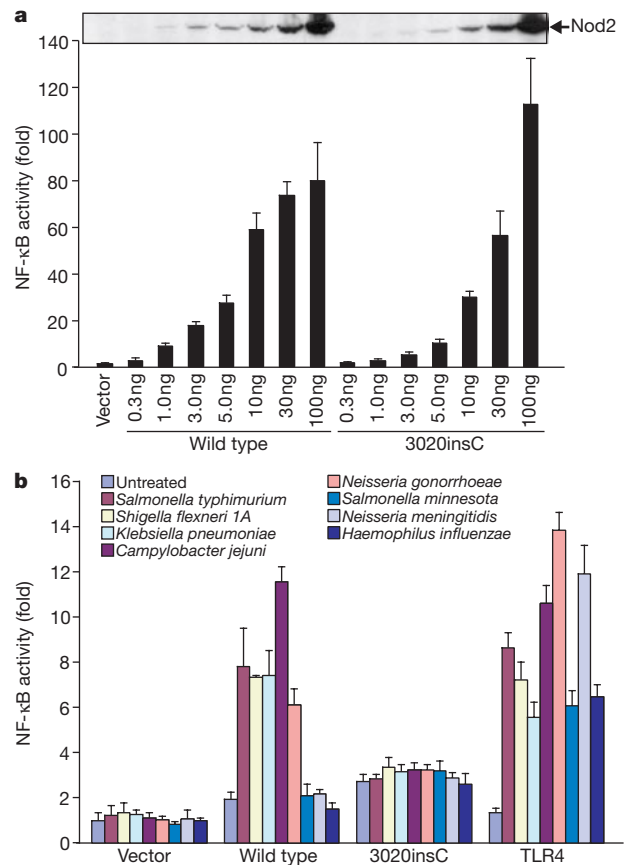 a
Nod2
NF-κB activity (fold)
140
120
100
80
60
40
20
0
Vector
0.3ng
1.0ng
3.0ng
5.0ng
10ng
30ng
100ng
0.3ng
1.0ng
3.0ng
5.0ng
10ng
30ng
100ng
Wild type
3020insC
b
Untreated
Salmonella typhimurium
Shigella flexneri 1A
Klebsiella pneumoniae
Campylobacter jejuni
Neisseria gonorrhoeae
Salmonella minnesota
Neisseria meningitidis
Haemophilus influenzae
NF-κB activity (fold)
16
14
12
10
8
6
4
2
0
Vector
Wild type
3020insC
TLR4